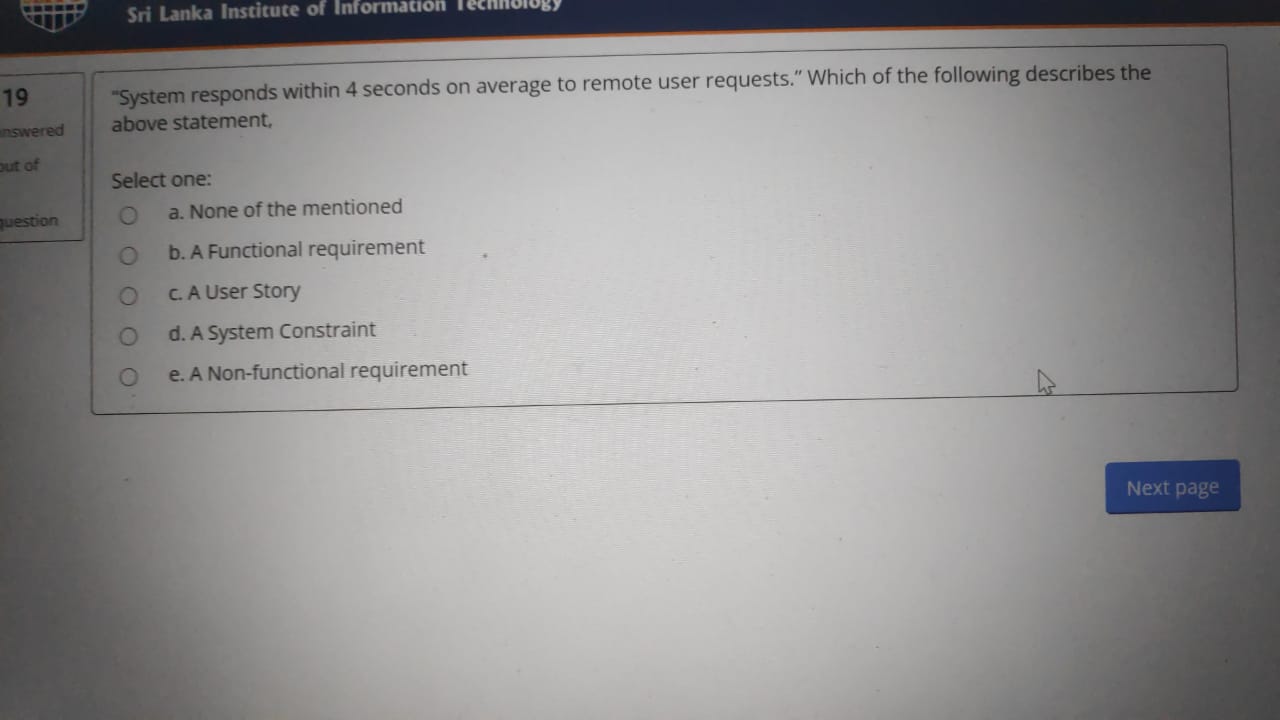 Sri Lanka Institute of Information Technology
19
nswered
out of
question
"System responds within 4 seconds on average to remote user requests." Which of the following describes the
above statement,
Select one:
a. None of the mentioned
b. A Functional requirement
c. A User Story
d. A System Constraint
e. A Non-functional requirement
Next page